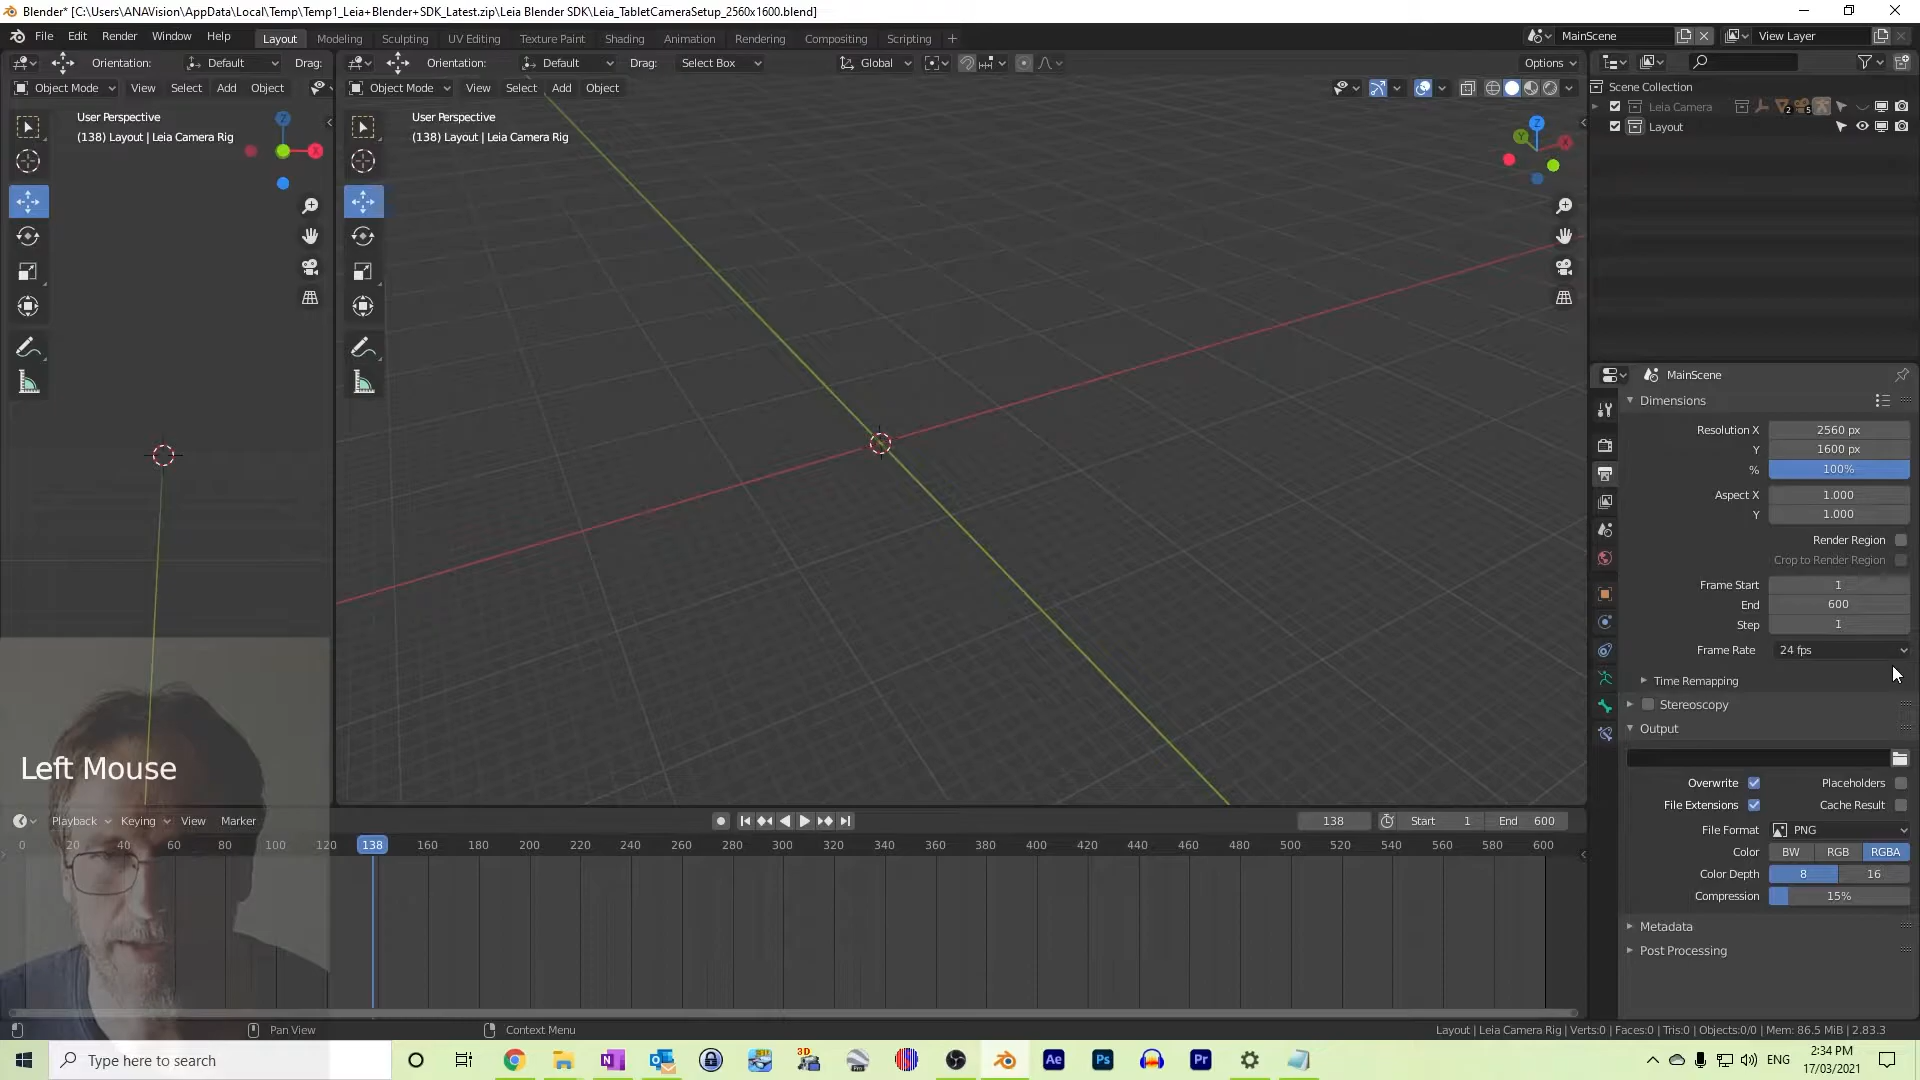 Blender* [C:\Users\ANAVision\AppData\Local\Temp\Temp1_Leia+Blender+SDK_Latest.zip\Leia Blender SDK\Leia_TabletCameraSetup_2560x1600.blend]
File Edit Render Window Help Layout Modeling Sculpting UV Editing Texture Paint Shading Animation Rendering Compositing Scripting + MainScene View Layer
Orientation: Default Drag: Orientation: Default Drag: Select Box Global Options
Object Mode View Select Add Object Object Mode View Select Add Object
Scene Collection
Leia Camera 2 5
Layout
User Perspective
(138) Layout | Leia Camera Rig
Z
X
User Perspective
(138) Layout | Leia Camera Rig
Z
Y
X
MainScene
Dimensions
Resolution X 2560 px
Y 1600 px
% 100%
Aspect X 1.000
Y 1.000
Render Region
Crop to Render Region
Frame Start 1
End 600
Step 1
Frame Rate 24 fps
Time Remapping
Stereoscopy
Output
Overwrite Placeholders
File Extensions Cache Result
File Format PNG
Color BW RGB RGBA
Color Depth 8 16
Compression 15%
Metadata
Post Processing
Left Mouse
Playback Keying View Marker 138 Start 1 End 600
0 20 40 60 80 100 120 138 160 180 200 220 240 260 280 300 320 340 360 380 400 420 440 460 480 500 520 540 560 580 600
Pan View Context Menu Layout | Leia Camera Rig | Verts:0 | Faces:0 | Tris:0 | Objects:0/0 | Mem: 86.5 MiB | 2.83.3
Type here to search
3D
Pro
Ae
Ps
Pr
ENG
2:34 PM
17/03/2021